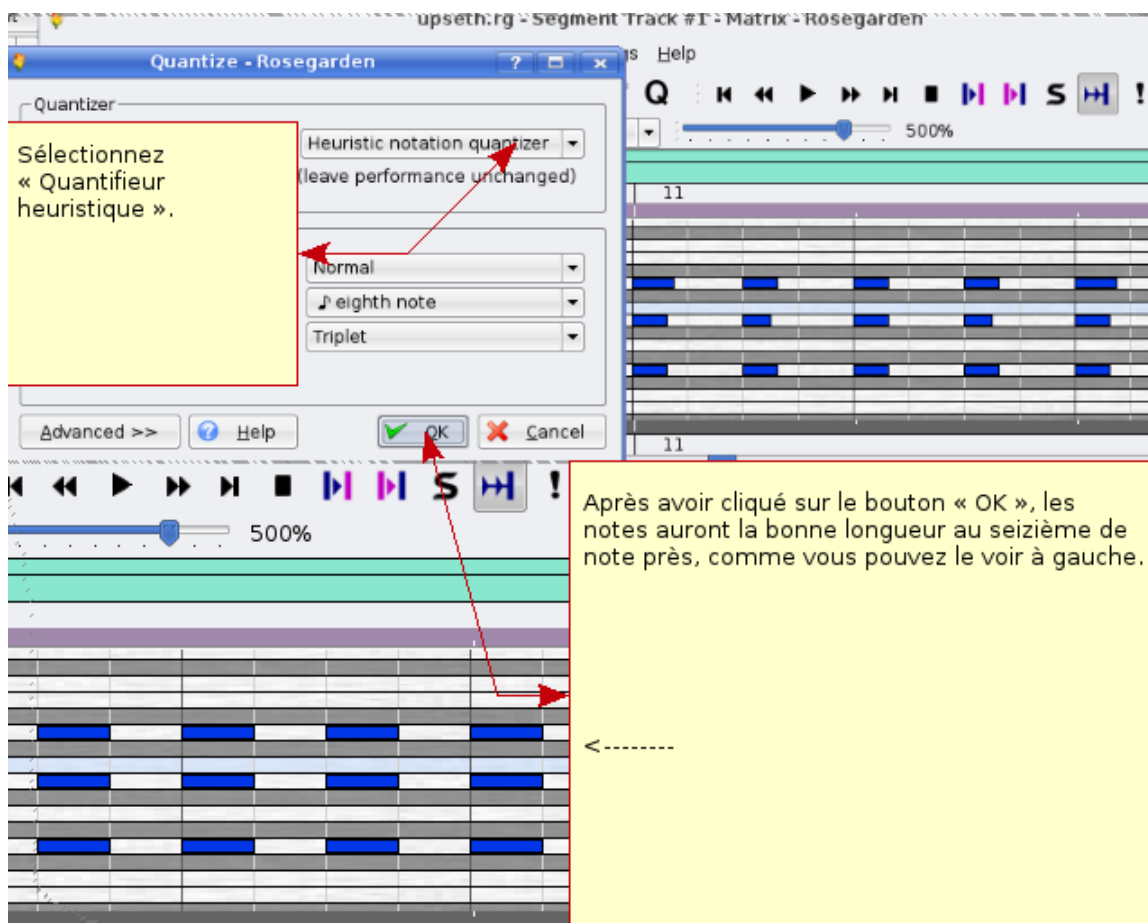 upseth.rg - Segment Track #1 - Matrix - Rosegarden
Quantize - Rosegarden
Help
Q
S
!
500%
Quantizer
Sélectionnez
« Quantifieur
heuristique ».
Heuristic notation quantizer
(leave performance unchanged)
11
Normal
eighth note
Triplet
Advanced >>
Help
OK
Cancel
11
S
!
500%
Après avoir cliqué sur le bouton « OK », les
notes auront la bonne longueur au seizième de
note près, comme vous pouvez le voir à gauche.
<--------